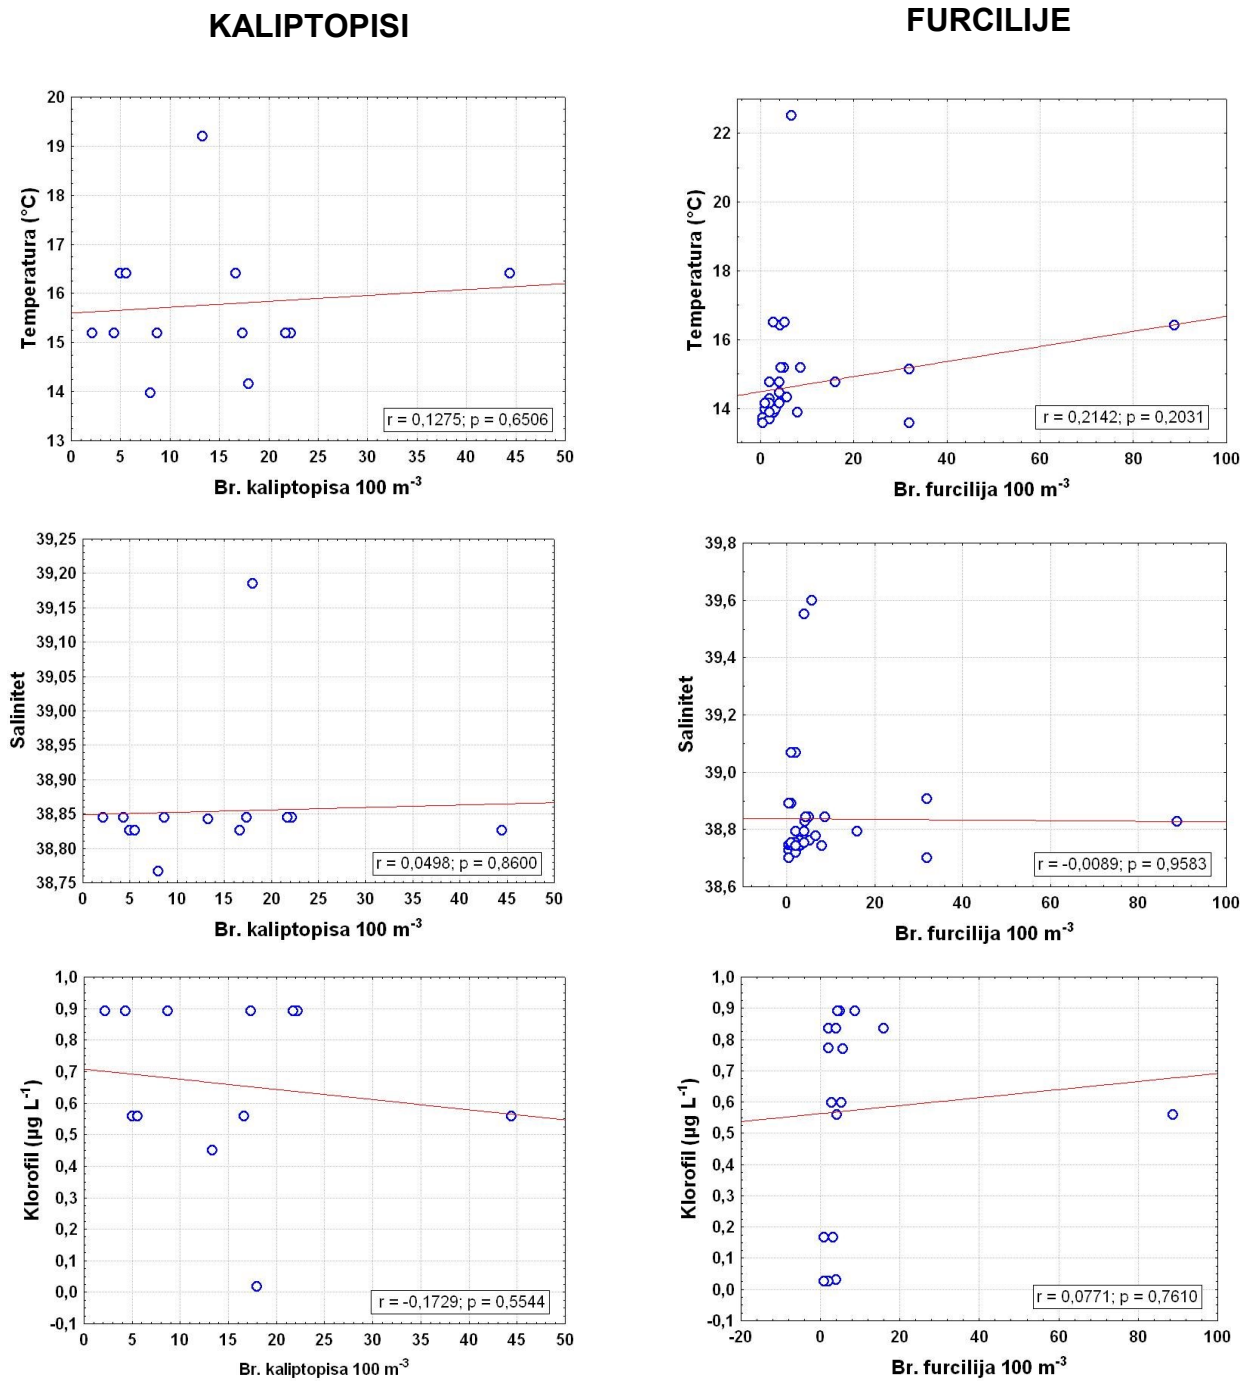 KALIPTOPISI
FURCILIJE
20
19
18
17
16
15
14
13
Temperatura (°C)
r = 0,1275; p = 0,6506
0 5 10 15 20 25 30 35 40 45 50
Br. kaliptopisa 100 m⁻³
22
20
18
16
14
Temperatura (°C)
r = 0,2142; p = 0,2031
0 20 40 60 80 100
Br. furcilija 100 m⁻³
39,25
39,20
39,15
39,10
39,05
39,00
38,95
38,90
38,85
38,80
38,75
Salinitet
r = 0,0498; p = 0,8600
0 5 10 15 20 25 30 35 40 45 50
Br. kaliptopisa 100 m⁻³
39,8
39,6
39,4
39,2
39,0
38,8
38,6
Salinitet
r = -0,0089; p = 0,9583
0 20 40 60 80 100
Br. furcilija 100 m⁻³
1,0
0,9
0,8
0,7
0,6
0,5
0,4
0,3
0,2
0,1
0,0
-0,1
Klorofil (µg L⁻¹)
r = -0,1729; p = 0,5544
0 5 10 15 20 25 30 35 40 45 50
Br. kaliptopisa 100 m⁻³
1,0
0,9
0,8
0,7
0,6
0,5
0,4
0,3
0,2
0,1
0,0
-0,1
Klorofil (µg L⁻¹)
r = 0,0771; p = 0,7610
-20 0 20 40 60 80 100
Br. furcilija 100 m⁻³